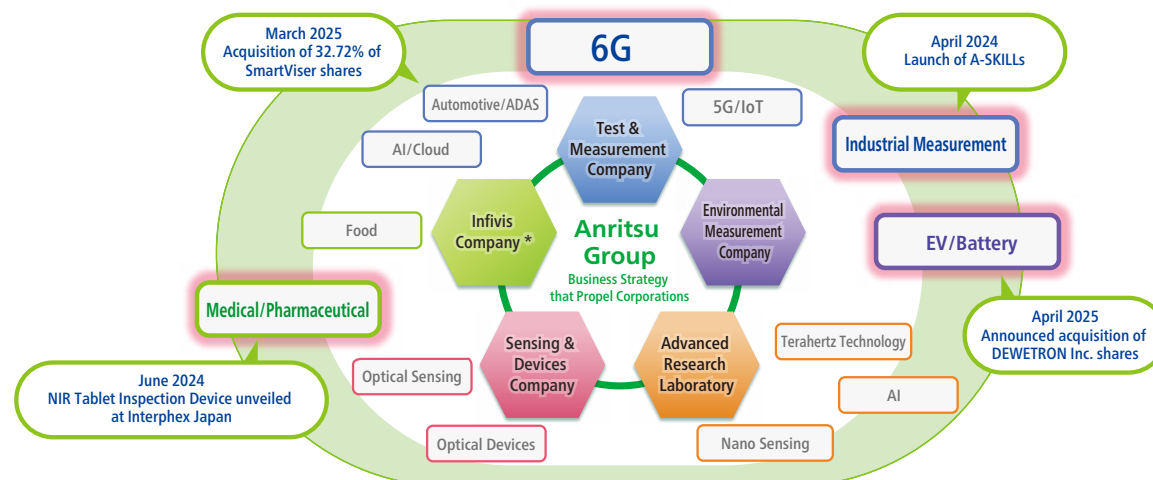 March 2025
Acquisition of 32.72% of
SmartViser shares
6G
April 2024
Launch of A-SKILLs
Automotive/ADAS
5G/IoT
AI/Cloud
Test &
Measurement
Company
Industrial Measurement
Food
Infivis
Company *
Environmental
Measurement
Company
EV/Battery
Anritsu
Group
Business Strategy
that Propel Corporations
Medical/Pharmaceutical
April 2025
Announced acquisition of
DEWETRON Inc. shares
Sensing &
Devices
Company
Advanced
Research
Laboratory
Terahertz Technology
Optical Sensing
AI
June 2024
NIR Tablet Inspection Device unveiled
at Interphex Japan
Optical Devices
Nano Sensing